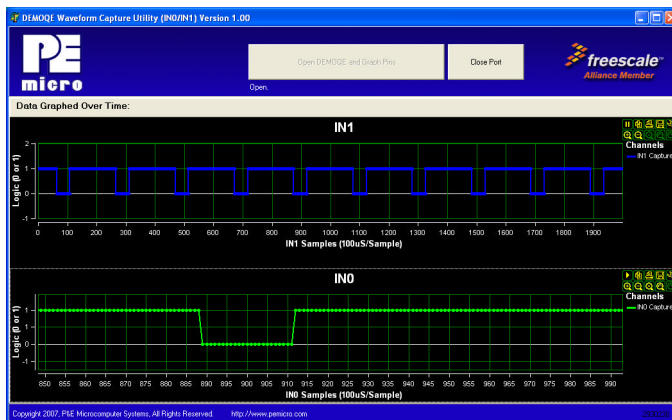 DEMOQE Waveform Capture Utility (IN0/IN1) Version 1.00
PE
micro
Open DEMOQE and Graph Pins
Close Port
Open.
freescale™
Alliance Member
Data Graphed Over Time:
IN1
Channels
IN1 Capture
Logic (0 or 1)
2
1
0
-1
0 100 200 300 400 500 600 700 800 900 1000 1100 1200 1300 1400 1500 1600 1700 1800 1900
IN1 Samples (100uS/Sample)
IN0
Channels
IN0 Capture
Logic (0 or 1)
1
1
0
-1
850 855 860 865 870 875 880 885 890 895 900 905 910 915 920 925 930 935 940 945 950 955 960 965 970 975 980 985 990
IN0 Samples (100uS/Sample)
Copyright 2007, P&E Microcomputer Systems, All Rights Reserved. http://www.pemicro.com